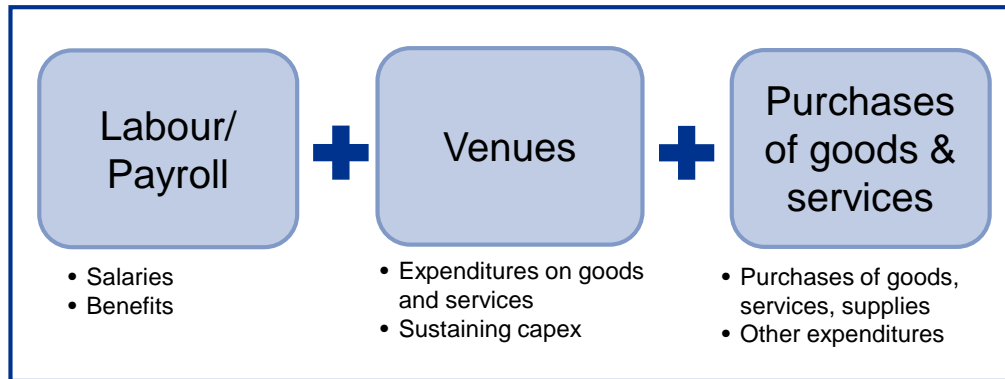 Labour/
Payroll
Venues
Purchases
of goods &
services
• Salaries
• Benefits
• Expenditures on goods
and services
• Sustaining capex
• Purchases of goods,
services, supplies
• Other expenditures